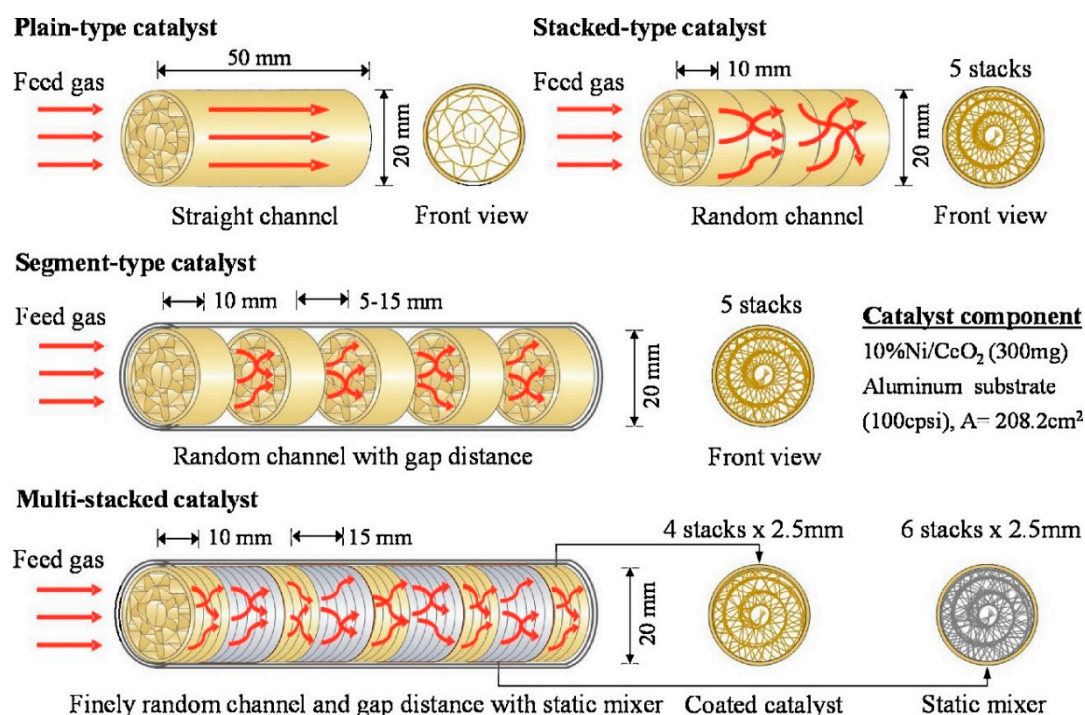 Plain-type catalyst
Feed gas
50 mm
20 mm
Straight channel
Front view
Stacked-type catalyst
Feed gas
10 mm
5 stacks
20 mm
Random channel
Front view
Segment-type catalyst
Feed gas
10 mm
5-15 mm
20 mm
5 stacks
Random channel with gap distance
Front view
Catalyst component
10%Ni/CeO₂ (300mg)
Aluminum substrate
(100cpsi), A= 208.2cm²
Multi-stacked catalyst
Feed gas
10 mm
15 mm
20 mm
4 stacks x 2.5mm
6 stacks x 2.5mm
Finely random channel and gap distance with static mixer
Coated catalyst
Static mixer